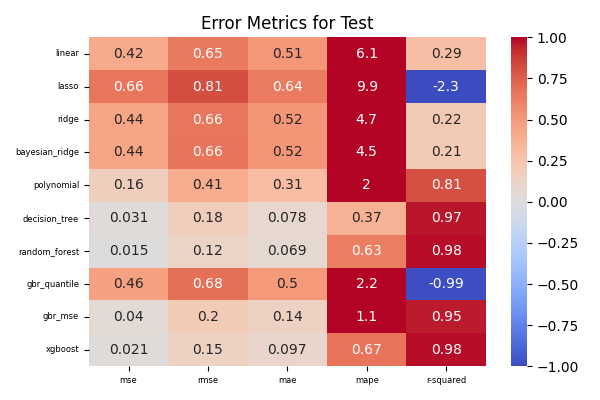 Error Metrics for Test
linear 0.42 0.65 0.51 6.1 0.29
lasso 0.66 0.81 0.64 9.9 -2.3
ridge 0.44 0.66 0.52 4.7 0.22
bayesian_ridge 0.44 0.66 0.52 4.5 0.21
polynomial 0.16 0.41 0.31 2 0.81
decision_tree 0.031 0.18 0.078 0.37 0.97
random_forest 0.015 0.12 0.069 0.63 0.98
gbr_quantile 0.46 0.68 0.5 2.2 -0.99
gbr_mse 0.04 0.2 0.14 1.1 0.95
xgboost 0.021 0.15 0.097 0.67 0.98
mse rmse mae mape r-squared
1.00
0.75
0.50
0.25
0.00
−0.25
−0.50
−0.75
−1.00